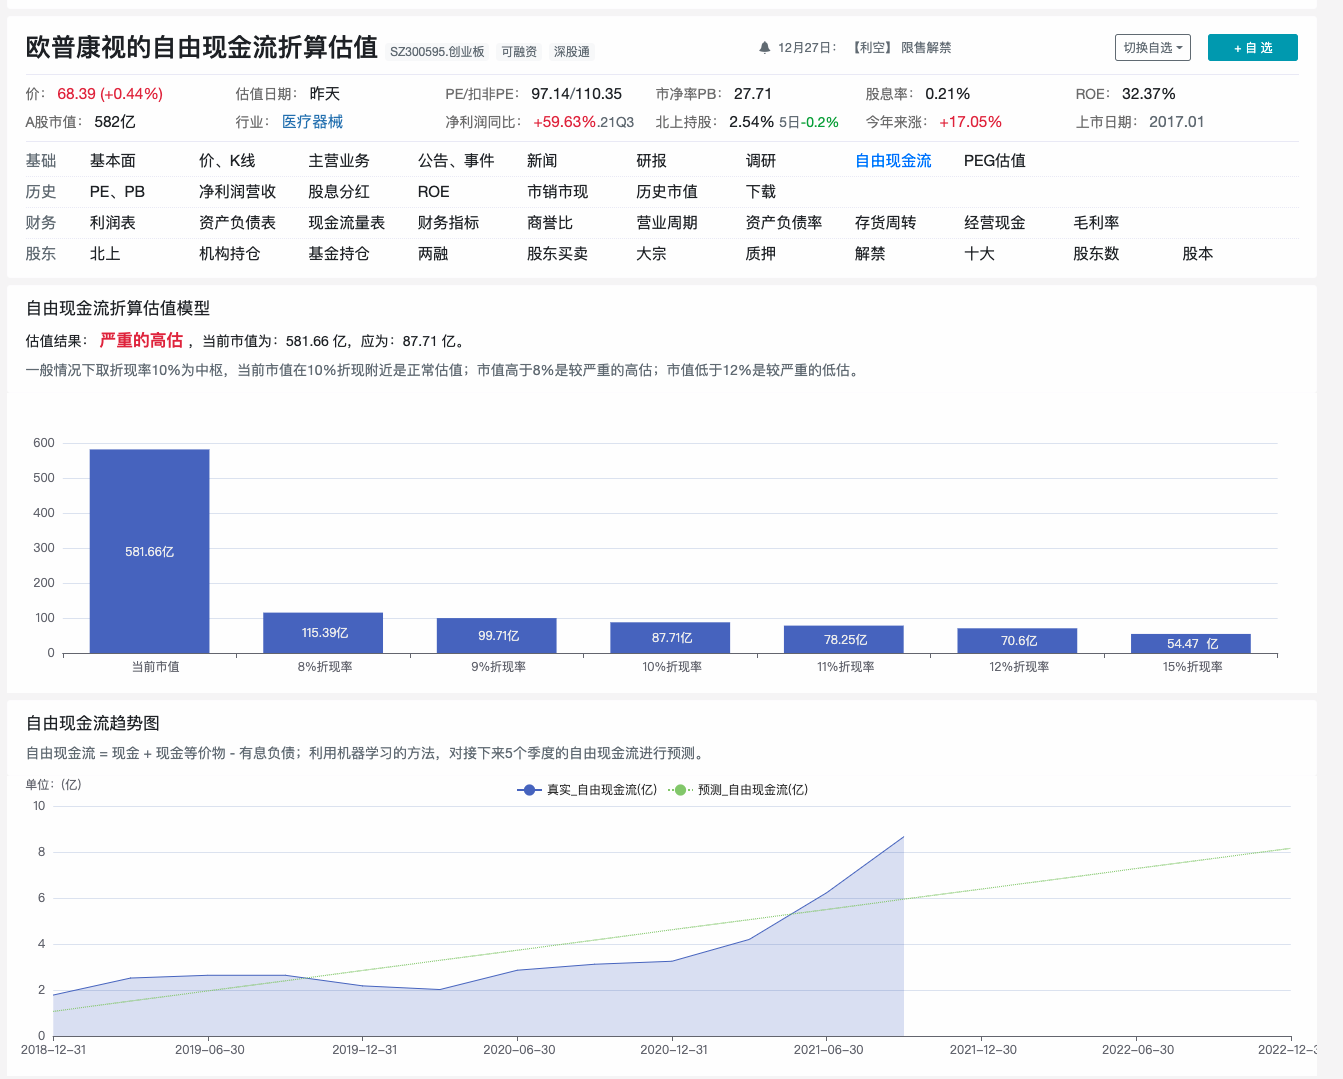 欧普康视的自由现金流折算估值 SZ300595.创业板 可融资 深股通 12月27日： 【利空】 限售解禁 切换自选 + 自 选
价： 68.39 (+0.44%) 估值日期： 昨天 PE/扣非PE： 97.14/110.35 市净率PB： 27.71 股息率： 0.21% ROE： 32.37%
A股市值： 582亿 行业： 医疗器械 净利润同比： +59.63%.21Q3 北上持股： 2.54% 5日-0.2% 今年来涨： +17.05% 上市日期： 2017.01
基础 基本面 价、K线 主营业务 公告、事件 新闻 研报 调研 自由现金流 PEG估值
历史 PE、PB 净利润营收 股息分红 ROE 市销市现 历史市值 下载
财务 利润表 资产负债表 现金流量表 财务指标 商誉比 营业周期 资产负债率 存货周转 经营现金 毛利率
股东 北上 机构持仓 基金持仓 两融 股东买卖 大宗 质押 解禁 十大 股东数 股本
自由现金流折算估值模型
估值结果： 严重的高估 ，当前市值为：581.66 亿，应为：87.71 亿。
一般情况下取折现率10%为中枢，当前市值在10%折现附近是正常估值；市值高于8%是较严重的高估；市值低于12%是较严重的低估。
600
500
400
300
200
100
0
581.66亿 115.39亿 99.71亿 87.71亿 78.25亿 70.6亿 54.47 亿
当前市值 8%折现率 9%折现率 10%折现率 11%折现率 12%折现率 15%折现率
自由现金流趋势图
自由现金流 = 现金 + 现金等价物 - 有息负债；利用机器学习的方法，对接下来5个季度的自由现金流进行预测。
单位：(亿)
真实_自由现金流(亿) 预测_自由现金流(亿)
10
8
6
4
2
0
2018-12-31 2019-06-30 2019-12-31 2020-06-30 2020-12-31 2021-06-30 2021-12-31 2022-06-30 2022-12-3